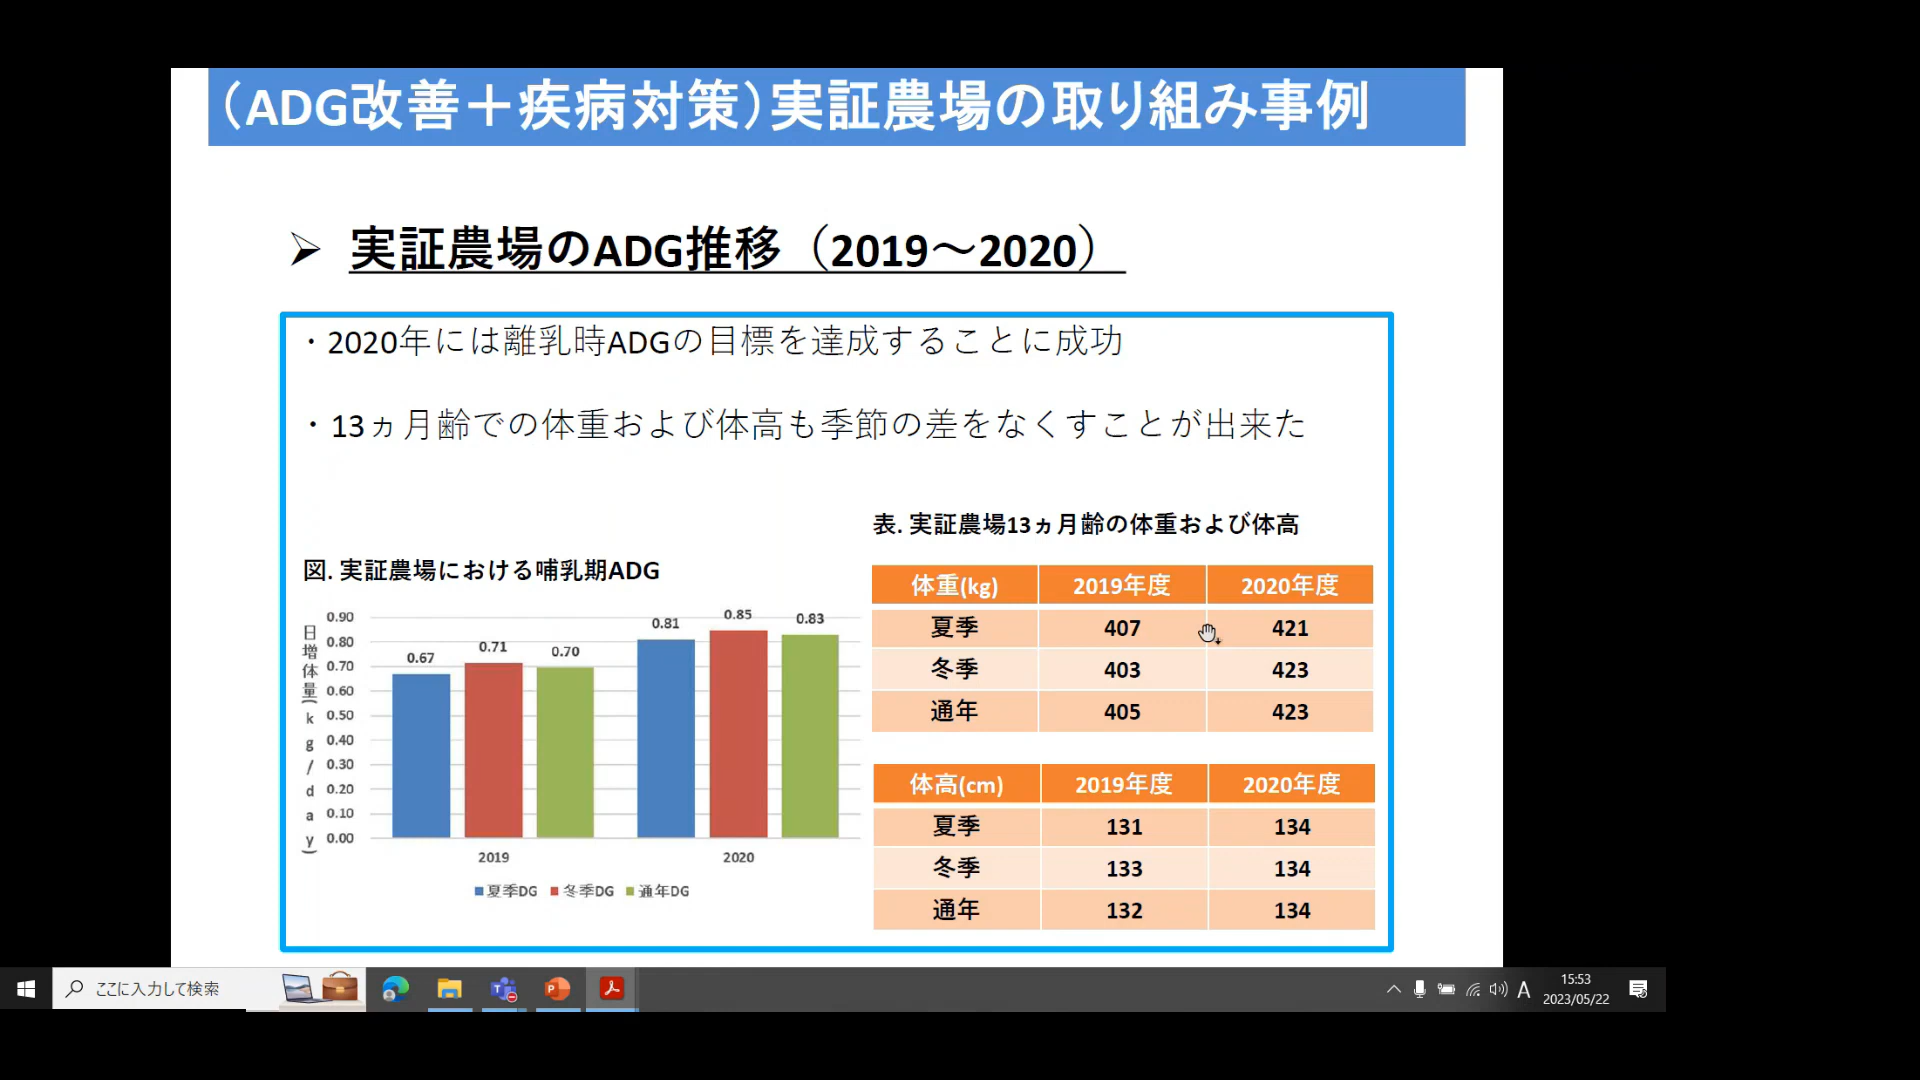 （ADG改善＋疾病対策）実証農場の取り組み事例
➢ 実証農場のADG推移（2019～2020）
・2020年には離乳時ADGの目標を達成することに成功
・13ヵ月齢での体重および体高も季節の差をなくすことが出来た
図. 実証農場における哺乳期ADG
日増体量(kg/day)
0.90
0.80
0.70
0.60
0.50
0.40
0.30
0.20
0.10
0.00
0.67 0.71 0.70 0.81 0.85 0.83
2019 2020
夏季DG 冬季DG 通年DG
表. 実証農場13ヵ月齢の体重および体高
体重(kg) 2019年度 2020年度
夏季 407 421
冬季 403 423
通年 405 423
体高(cm) 2019年度 2020年度
夏季 131 134
冬季 133 134
通年 132 134
ここに入力して検索
A
15:53
2023/05/22